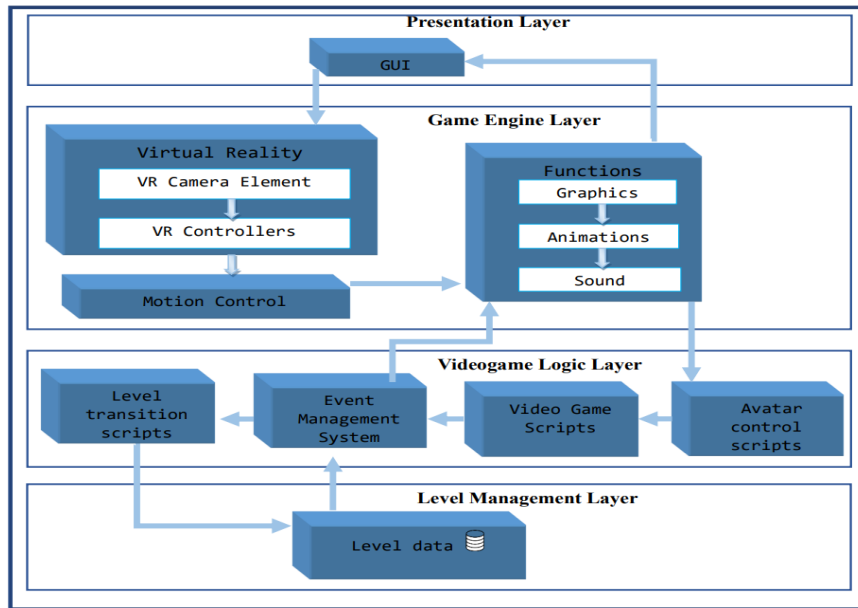 Presentation Layer
GUI
Game Engine Layer
Virtual Reality
VR Camera Element
VR Controllers
Motion Control
Functions
Graphics
Animations
Sound
Videogame Logic Layer
Level
transition
scripts
Event
Management
System
Video Game
Scripts
Avatar
control
scripts
Level Management Layer
Level data